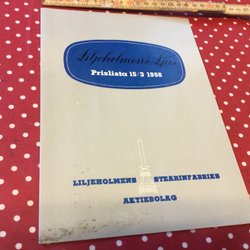 Liljeholmens Ljus
Prislista 15/3 1956
LILJEHOLMENS STEARINFABRIKS
AKTIEBOLAG